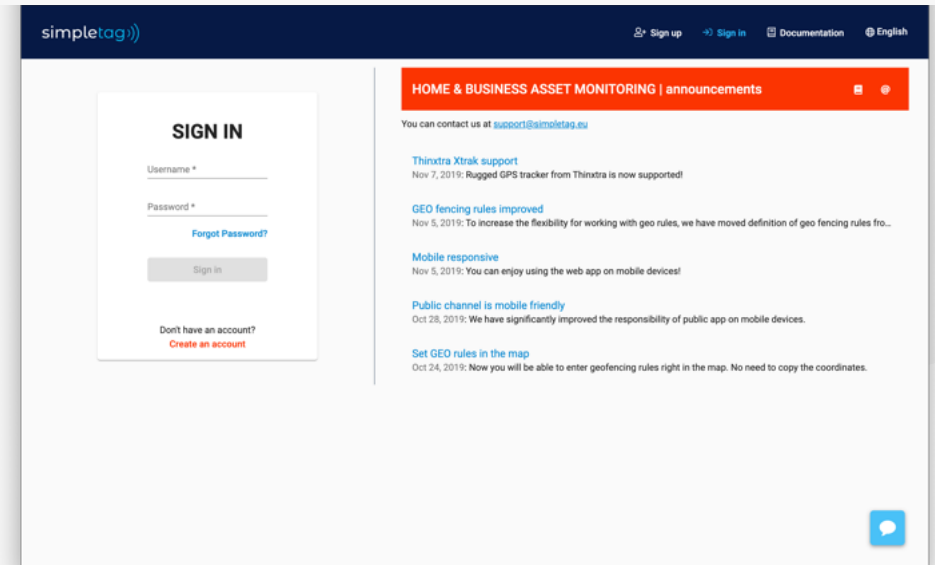 simpletag
Sign up
Sign in
Documentation
English
SIGN IN
Username *
Password *
Forgot Password?
Sign in
Don't have an account?
Create an account
HOME & BUSINESS ASSET MONITORING | announcements
You can contact us at support@simpletag.eu
Thinxtra Xtrak support
Nov 7, 2019: Rugged GPS tracker from Thinxtra is now supported!
GEO fencing rules improved
Nov 5, 2019: To increase the flexibility for working with geo rules, we have moved definition of geo fencing rules fro...
Mobile responsive
Nov 5, 2019: You can enjoy using the web app on mobile devices!
Public channel is mobile friendly
Oct 28, 2019: We have significantly improved the responsibility of public app on mobile devices.
Set GEO rules in the map
Oct 24, 2019: Now you will be able to enter geofencing rules right in the map. No need to copy the coordinates.